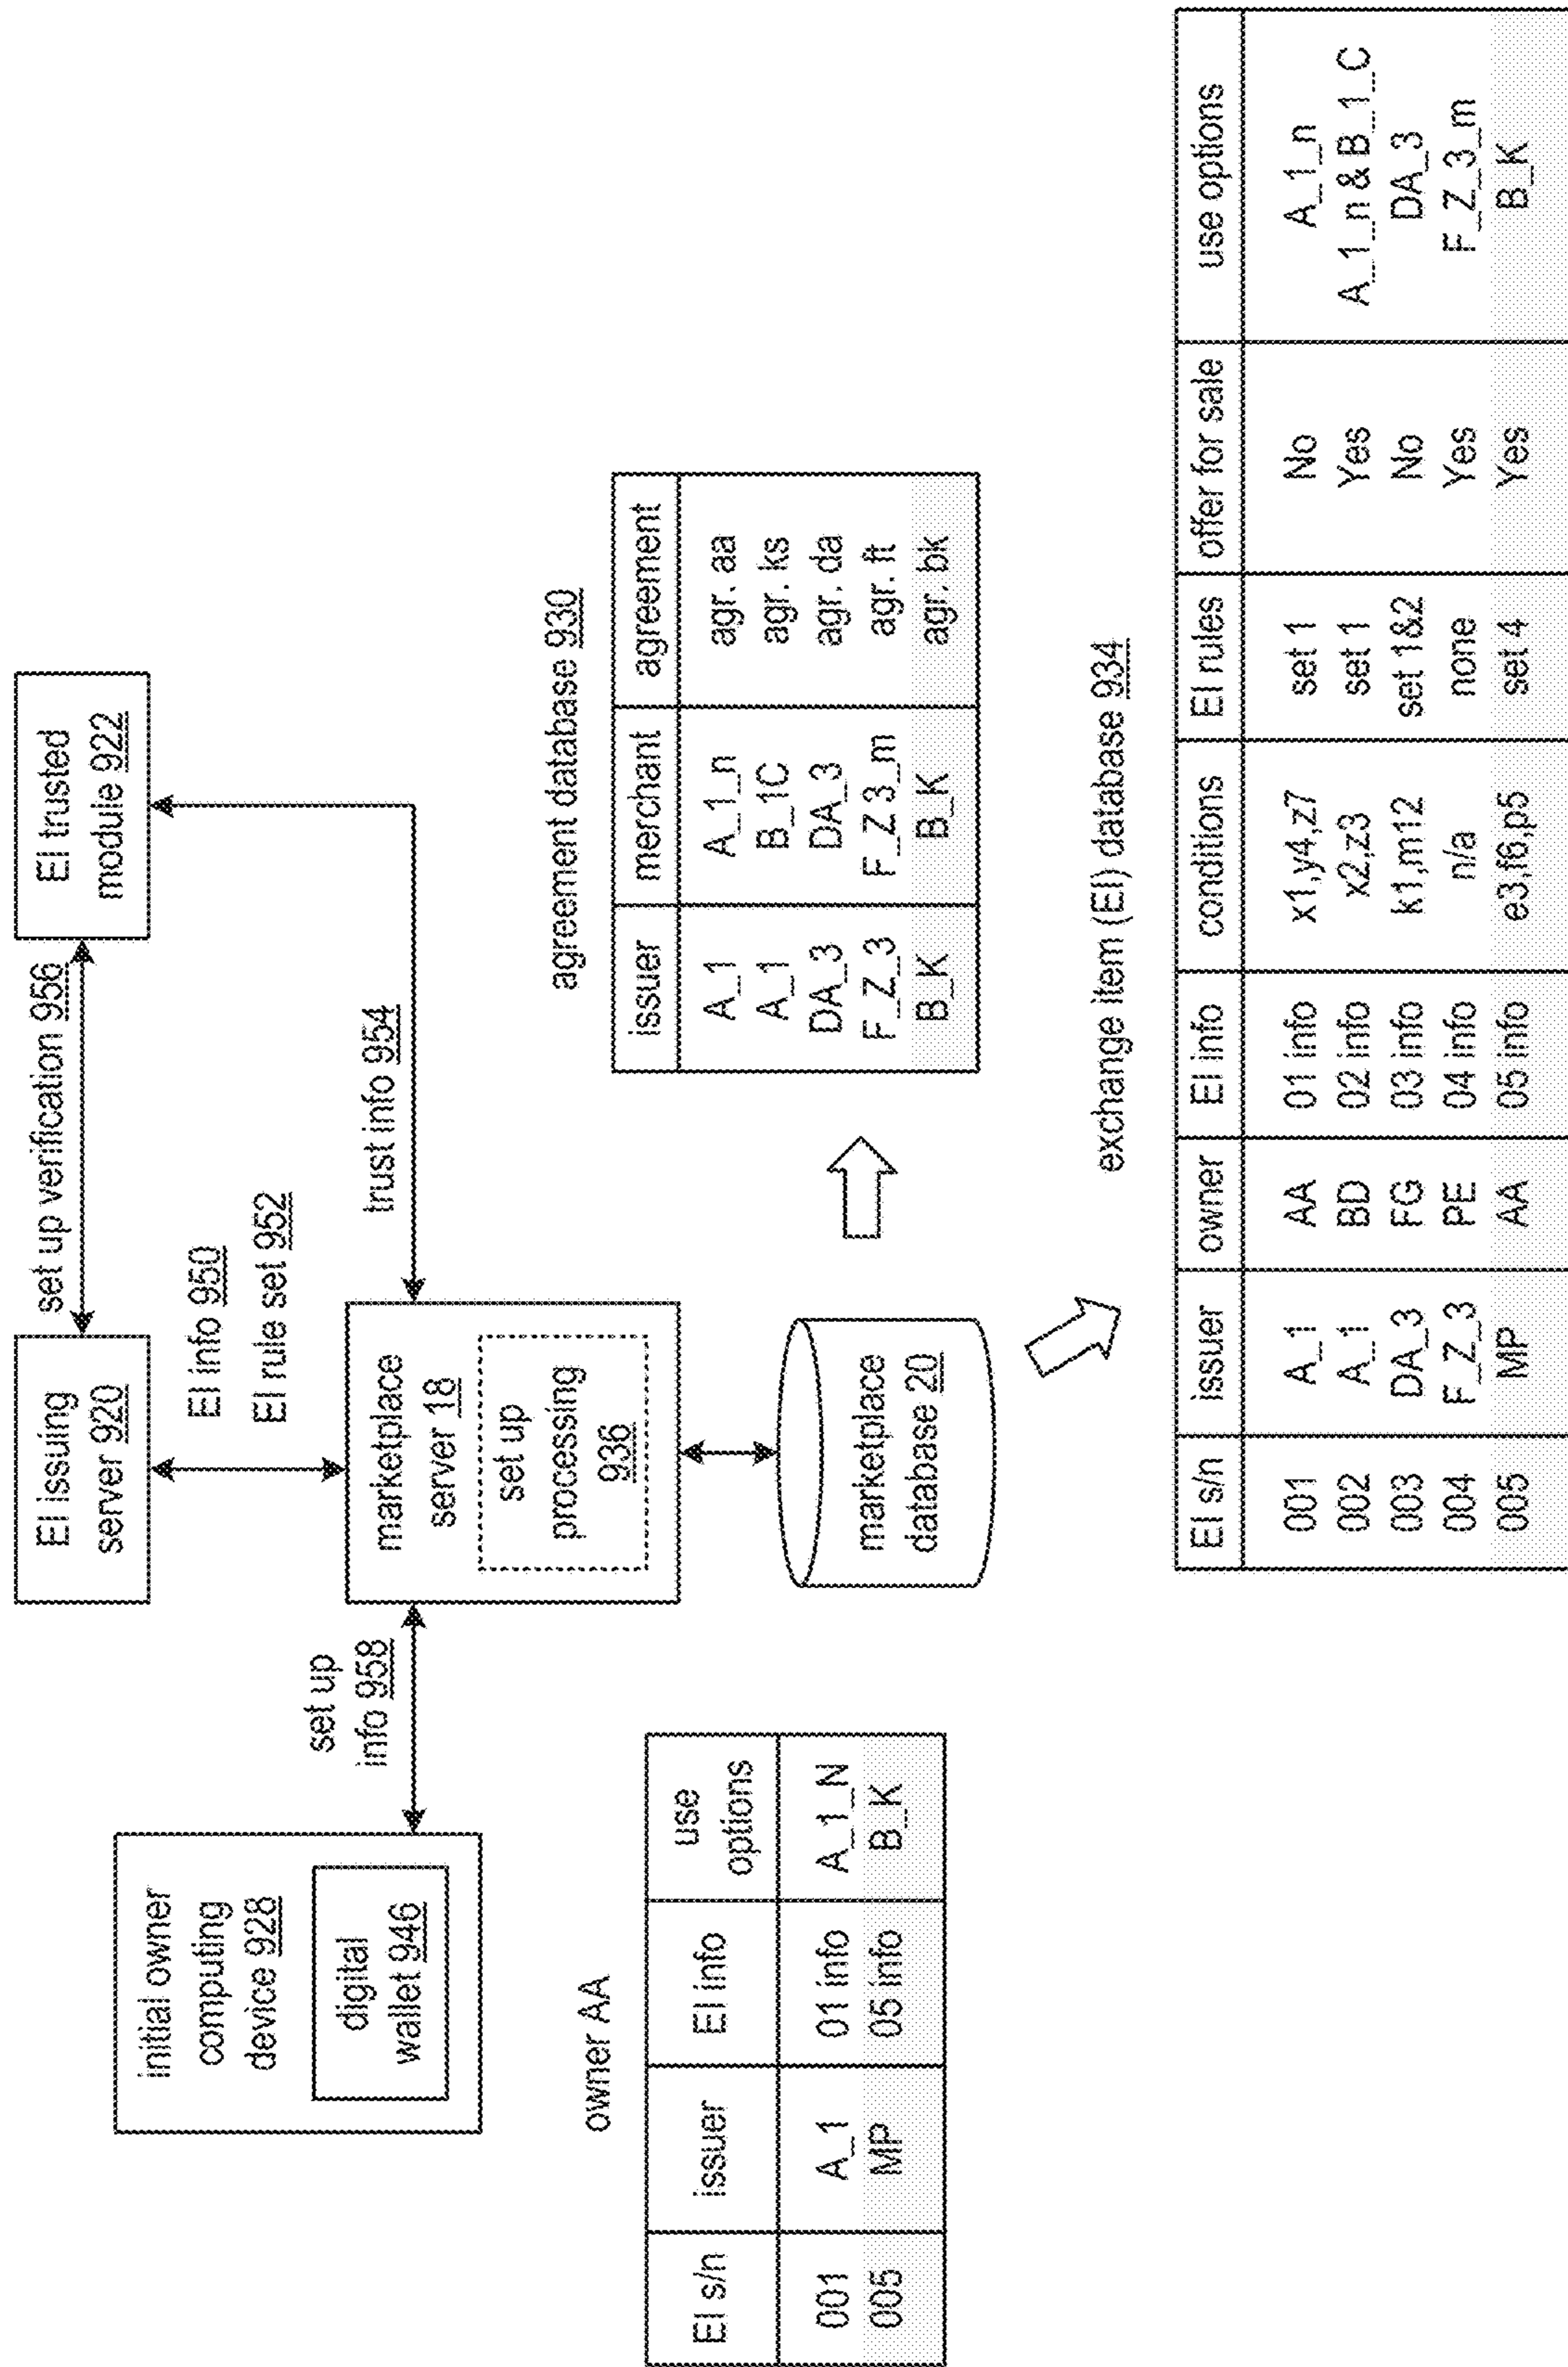 EI issuing
server 920
set up verification 956
EI trusted
module 922
EI info 950
EI rule set 952
trust info 954
initial owner
computing
device 928
digital
wallet 946
set up
info 958
marketplace
server 18
set up
processing
936
marketplace
database 20
owner AA
EI s/n issuer EI info use options
001 A_1 01 info A_1_N
005 MP 05 info B_K
agreement database 930
issuer merchant agreement
A_1 A_1_n agr. aa
A_1 B_1C agr. ks
DA_3 DA_3 agr. da
F_Z_3 F_Z 3_m agr. ft
B_K B_K agr. bk
exchange item (EI) database 934
EI s/n issuer owner EI info conditions EI rules offer for sale use options
001 A_1 AA 01 info x1,y4,z7 set 1 No A_1_n
002 A_1 BD 02 info x2,z3 set 1 Yes A_1_n & B_1_C
003 DA_3 FG 03 info k1,m12 set 1&2 No DA_3
004 F_Z_3 PE 04 info n/a none Yes F_Z_3_m
005 MP AA 05 info e3,f6,p5 set 4 Yes B_K